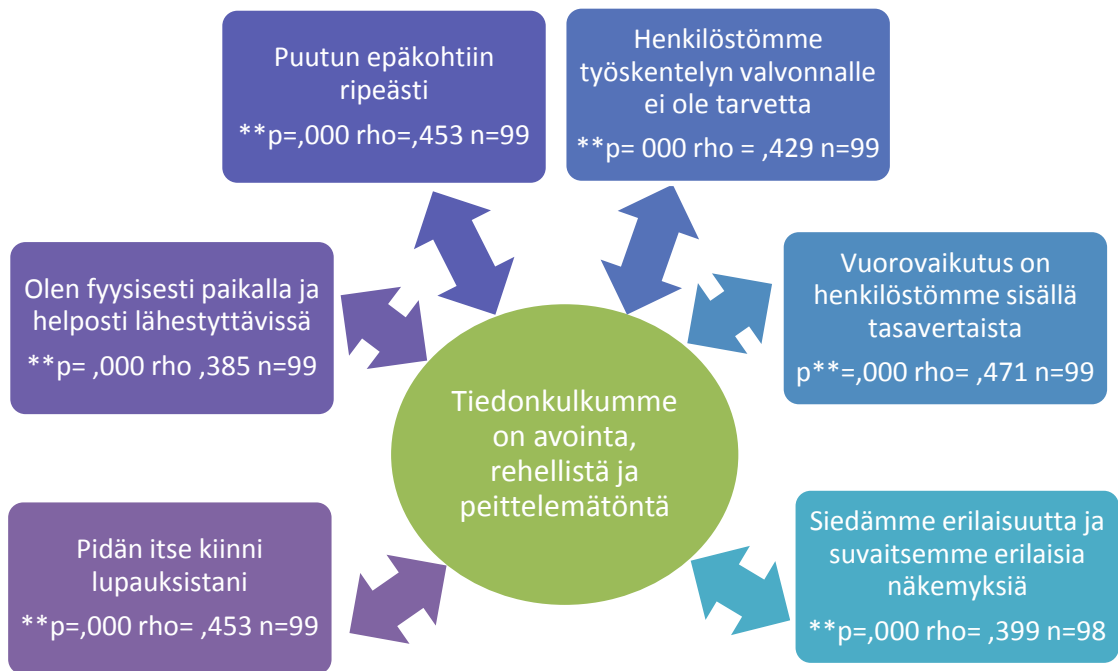 Puutun epäkohtiin
ripeästi
**p=,000 rho=,453 n=99
Henkilöstömme
työskentelyn valvonnalle
ei ole tarvetta
**p= 000 rho = ,429 n=99
Olen fyysisesti paikalla ja
helposti lähestyttävissä
**p= ,000 rho ,385 n=99
Vuorovaikutus on
henkilöstömme sisällä
tasavertaista
p**=,000 rho= ,471 n=99
Tiedonkulkumme
on avointa,
rehellistä ja
peittelemätöntä
Pidän itse kiinni
lupauksistani
**p=,000 rho= ,453 n=99
Siedämme erilaisuutta ja
suvaitsemme erilaisia
näkemyksiä
**p=,000 rho= ,399 n=98